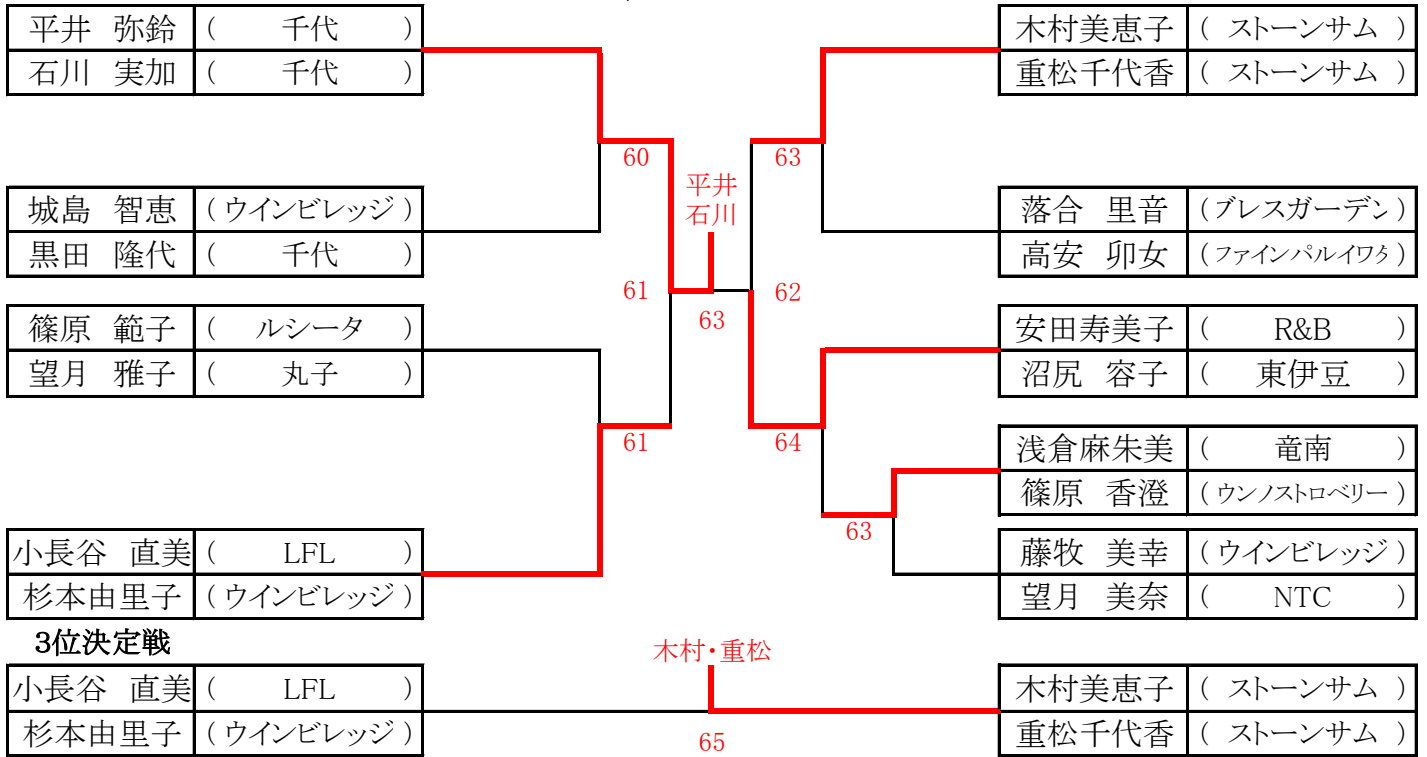 平井　弥鈴 (　千代　)
石川　実加 (　千代　)
木村美恵子 (　ストーンサム　)
重松千代香 (　ストーンサム　)
60
63
平井
石川
城島　智恵 (ウインビレッジ)
黒田　隆代 (　千代　)
落合　里音 (ブレスガーデン)
高安　卯女 (ファインパルイワタ)
61
62
63
篠原　範子 (　ルシータ　)
望月　雅子 (　丸子　)
安田寿美子 (　R&B　)
沼尻　容子 (　東伊豆　)
61
64
浅倉麻朱美 (　竜南　)
篠原　香澄 (ウンノストロベリー)
63
小長谷　直美 (　LFL　)
杉本由里子 (ウインビレッジ)
藤牧　美幸 (ウインビレッジ)
望月　美奈 (　NTC　)
3位決定戦
木村・重松
小長谷　直美 (　LFL　)
杉本由里子 (ウインビレッジ)
木村美恵子 (　ストーンサム　)
重松千代香 (　ストーンサム　)
65